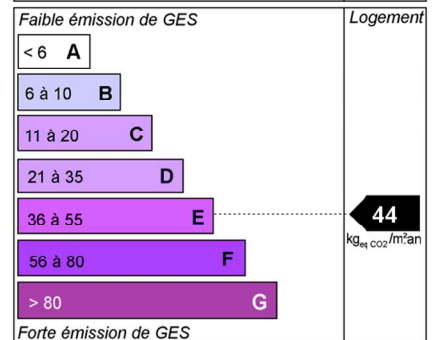 Faible émission de GES
Logement
< 6 A
6 à 10 B
11 à 20 C
21 à 35 D
36 à 55 E
44
kgeq CO2/m².an
56 à 80 F
> 80 G
Forte émission de GES